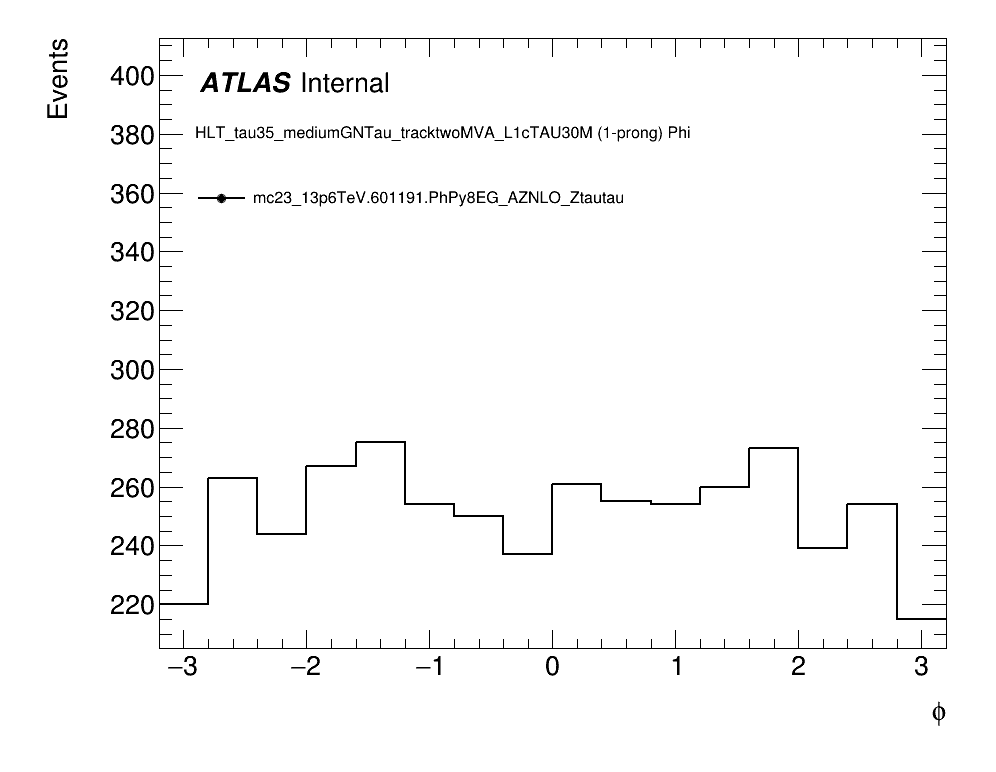 Events
ATLAS Internal
HLT_tau35_mediumGNTau_tracktwoMVA_L1cTAU30M (1-prong) Phi
mc23_13p6TeV.601191.PhPy8EG_AZNLO_Ztautau
400
380
360
340
320
300
280
260
240
220
−3 −2 −1 0 1 2 3
ϕ